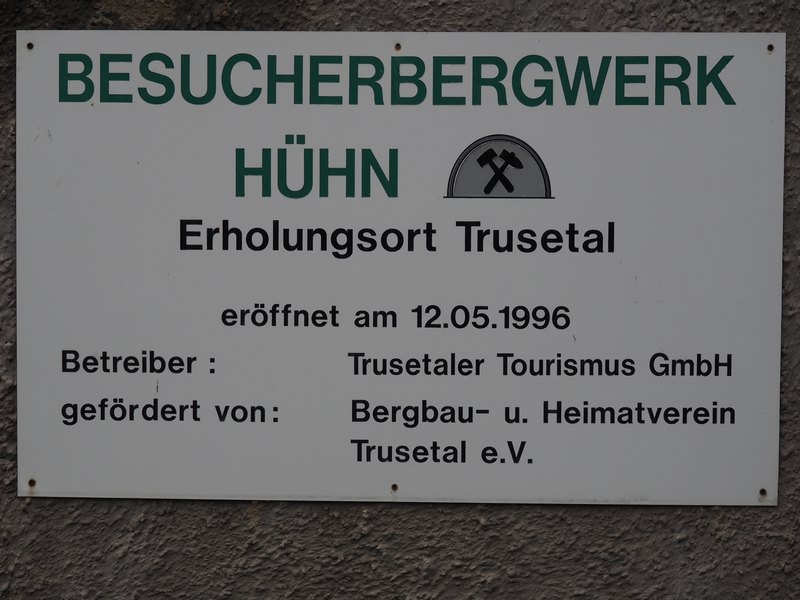 BESUCHERBERGWERK
HÜHN
Erholungsort Trusetal
eröffnet am 12.05.1996
Betreiber : Trusetaler Tourismus GmbH
gefördert von: Bergbau- u. Heimatverein
Trusetal e.V.